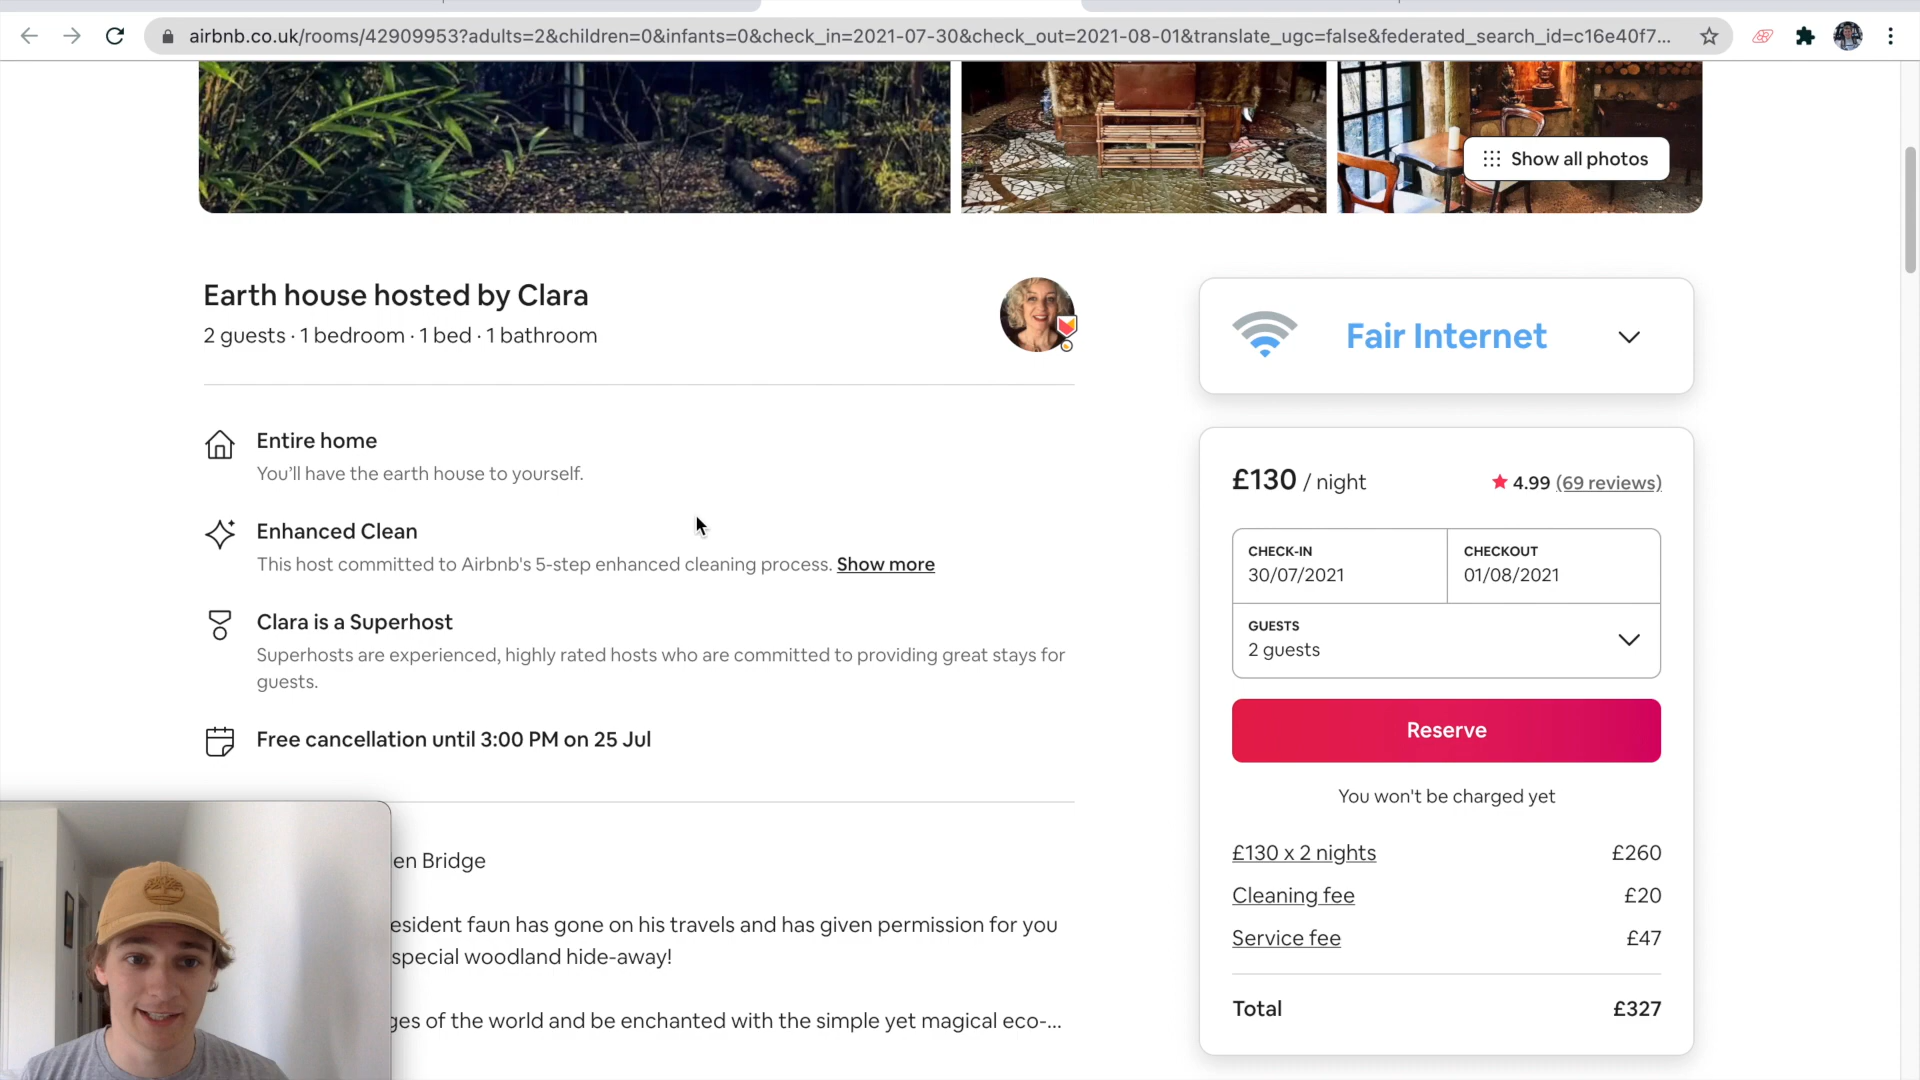 airbnb.co.uk/rooms/42909953?adults=2&children=0&infants=0&check_in=2021-07-30&check_out=2021-08-01&translate_ugc=false&federated_search_id=c16e40f7...
Show all photos
Earth house hosted by Clara
2 guests · 1 bedroom · 1 bed · 1 bathroom
Entire home
You’ll have the earth house to yourself.
Enhanced Clean
This host committed to Airbnb's 5-step enhanced cleaning process. Show more
Clara is a Superhost
Superhosts are experienced, highly rated hosts who are committed to providing great stays for
guests.
Free cancellation until 3:00 PM on 25 Jul
en Bridge
esident faun has gone on his travels and has given permission for you
special woodland hide-away!
ges of the world and be enchanted with the simple yet magical eco-...
Fair Internet
£130 / night
4.99 (69 reviews)
CHECK-IN
30/07/2021
CHECKOUT
01/08/2021
GUESTS
2 guests
Reserve
You won't be charged yet
£130 x 2 nights £260
Cleaning fee £20
Service fee £47
Total £327